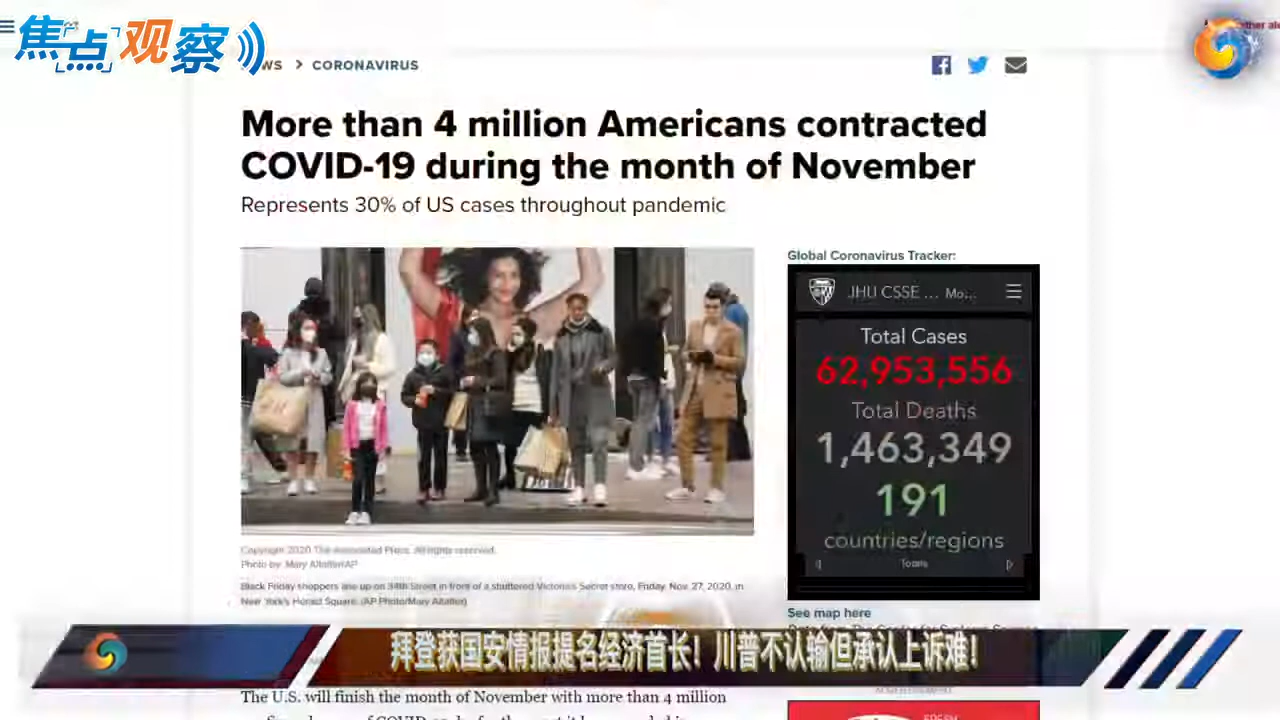 焦点观察
WS > CORONAVIRUS
More than 4 million Americans contracted
COVID-19 during the month of November
Represents 30% of US cases throughout pandemic
Global Coronavirus Tracker:
JHU CSSE ... Mo...
Total Cases
62,953,556
Total Deaths
1,463,349
191
countries/regions
Copyright 2020 The Associated Press. All rights reserved.
Photo by: Mary Altaffer/AP
Black Friday shoppers line up on 34th Street in front of a shuttered Victoria's Secret store, Friday, Nov. 27, 2020, in
New York's Herald Square. (AP Photo/Mary Altaffer)
See map here
拜登获国安情报提名经济首长！川普不认输但承认上诉难！
ADVERTISEMENT
The U.S. will finish the month of November with more than 4 million